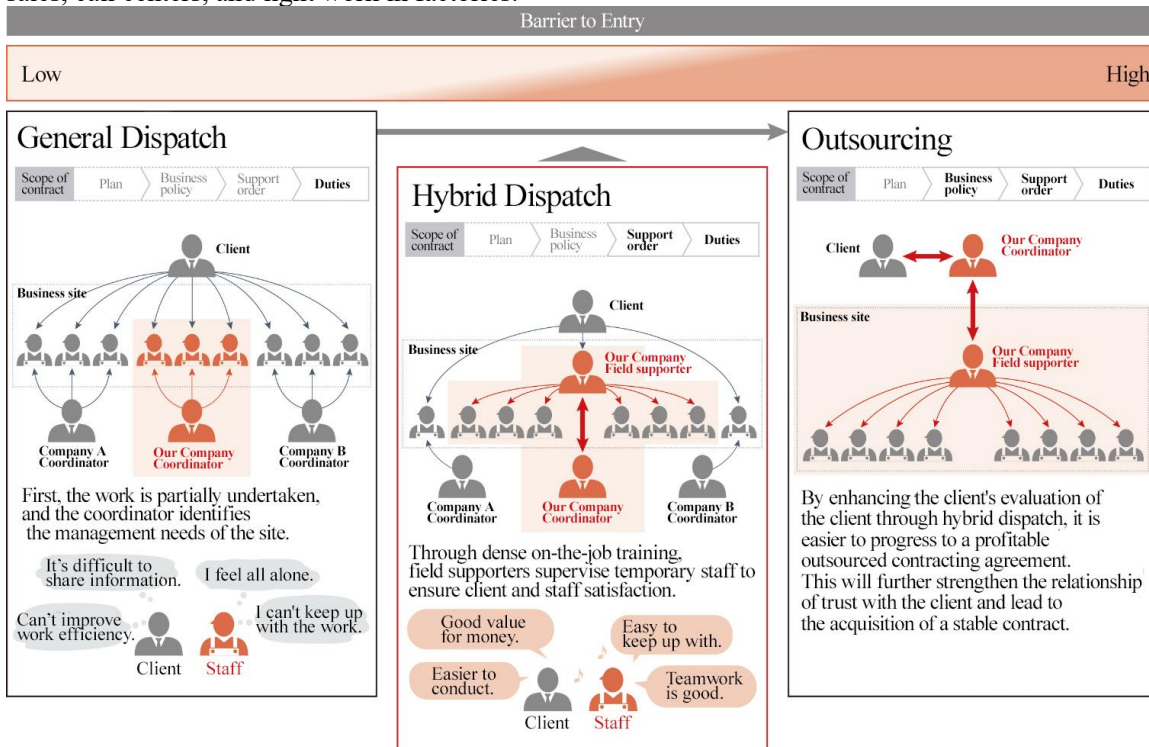 sales, call centers, and light work in factories.
Barrier to Entry
Low
High
General Dispatch
Scope of
contract
Plan
Business
policy
Support
order
Duties
Client
Business site
Company A
Coordinator
Our Company
Coordinator
Company B
Coordinator
First, the work is partially undertaken,
and the coordinator identifies
the management needs of the site.
It's difficult to
share information.
I feel all alone.
Can't improve
work efficiency.
I can't keep up
with the work.
Client
Staff
Hybrid Dispatch
Scope of
contract
Plan
Business
policy
Support
order
Duties
Client
Business site
Our Company
Field supporter
Company A
Coordinator
Our Company
Coordinator
Company B
Coordinator
Through dense on-the-job training,
field supporters supervise temporary staff to
ensure client and staff satisfaction.
Good value
for money.
Easy to
keep up with.
Easier to
conduct.
Teamwork
is good.
Client
Staff
Outsourcing
Scope of
contract
Plan
Business
policy
Support
order
Duties
Client
Our Company
Coordinator
Business site
Our Company
Field supporter
By enhancing the client's evaluation of
the client through hybrid dispatch, it is
easier to progress to a profitable
outsourced contracting agreement.
This will further strengthen the relationship
of trust with the client and lead to
the acquisition of a stable contract.